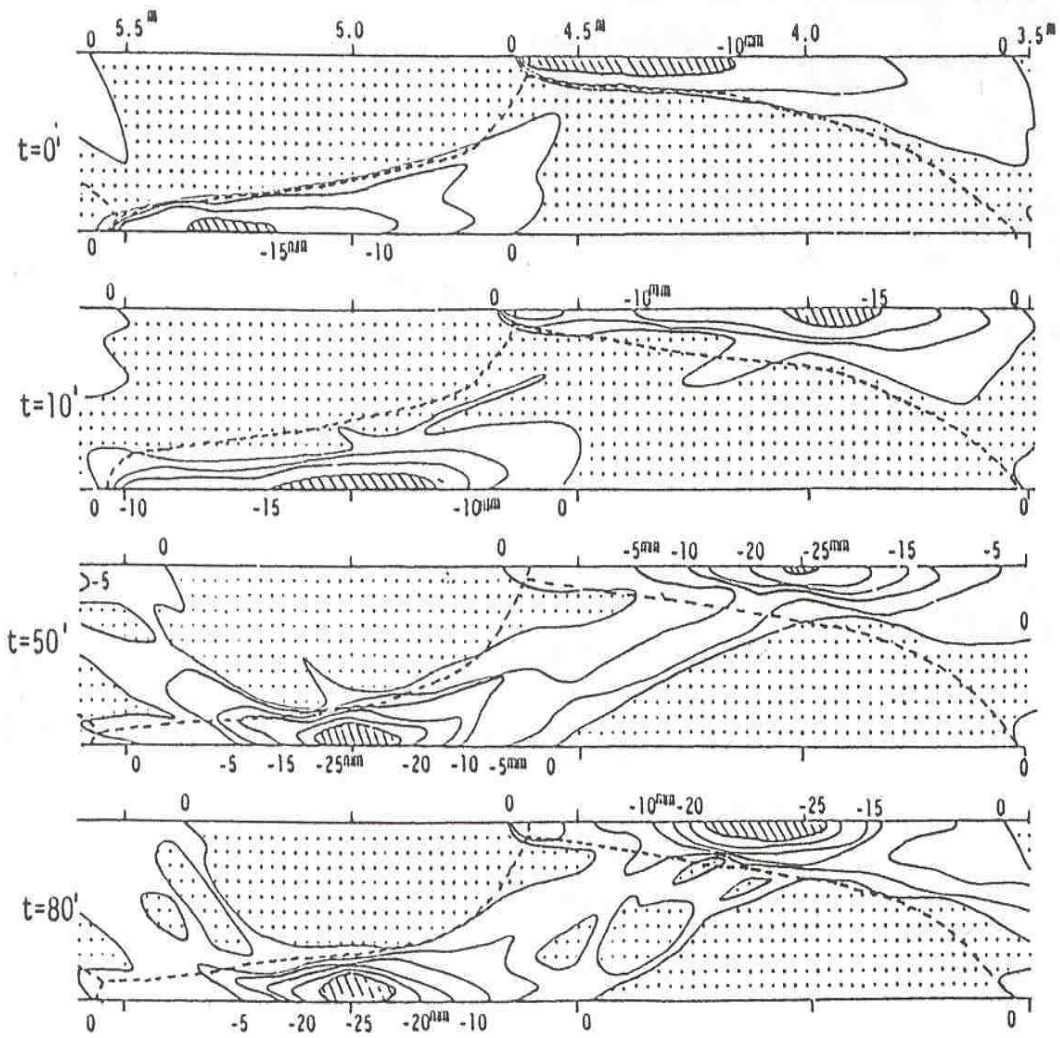 0 5.5ᵐ 5.0 0 4.5ᵐ -10ᵐᵐ 4.0 0 3.5ᵐ
t=0'
0 -15ᵐᵐ -10 0
0 0 -10ᵐᵐ -15 0
t=10'
0 -10 -15 -10ᵐᵐ 0 0
0 0 -5ᵐᵐ -10 -20 -25ᵐᵐ -15 -5
-5
0
t=50'
0 -5 -15 -25ᵐᵐ -20 -10 -5ᵐᵐ 0 0
0 0 -10ᵐᵐ -20 -25 -15 0
t=80'
0 -5 -20 -25 -20ᵐᵐ -10 0 0